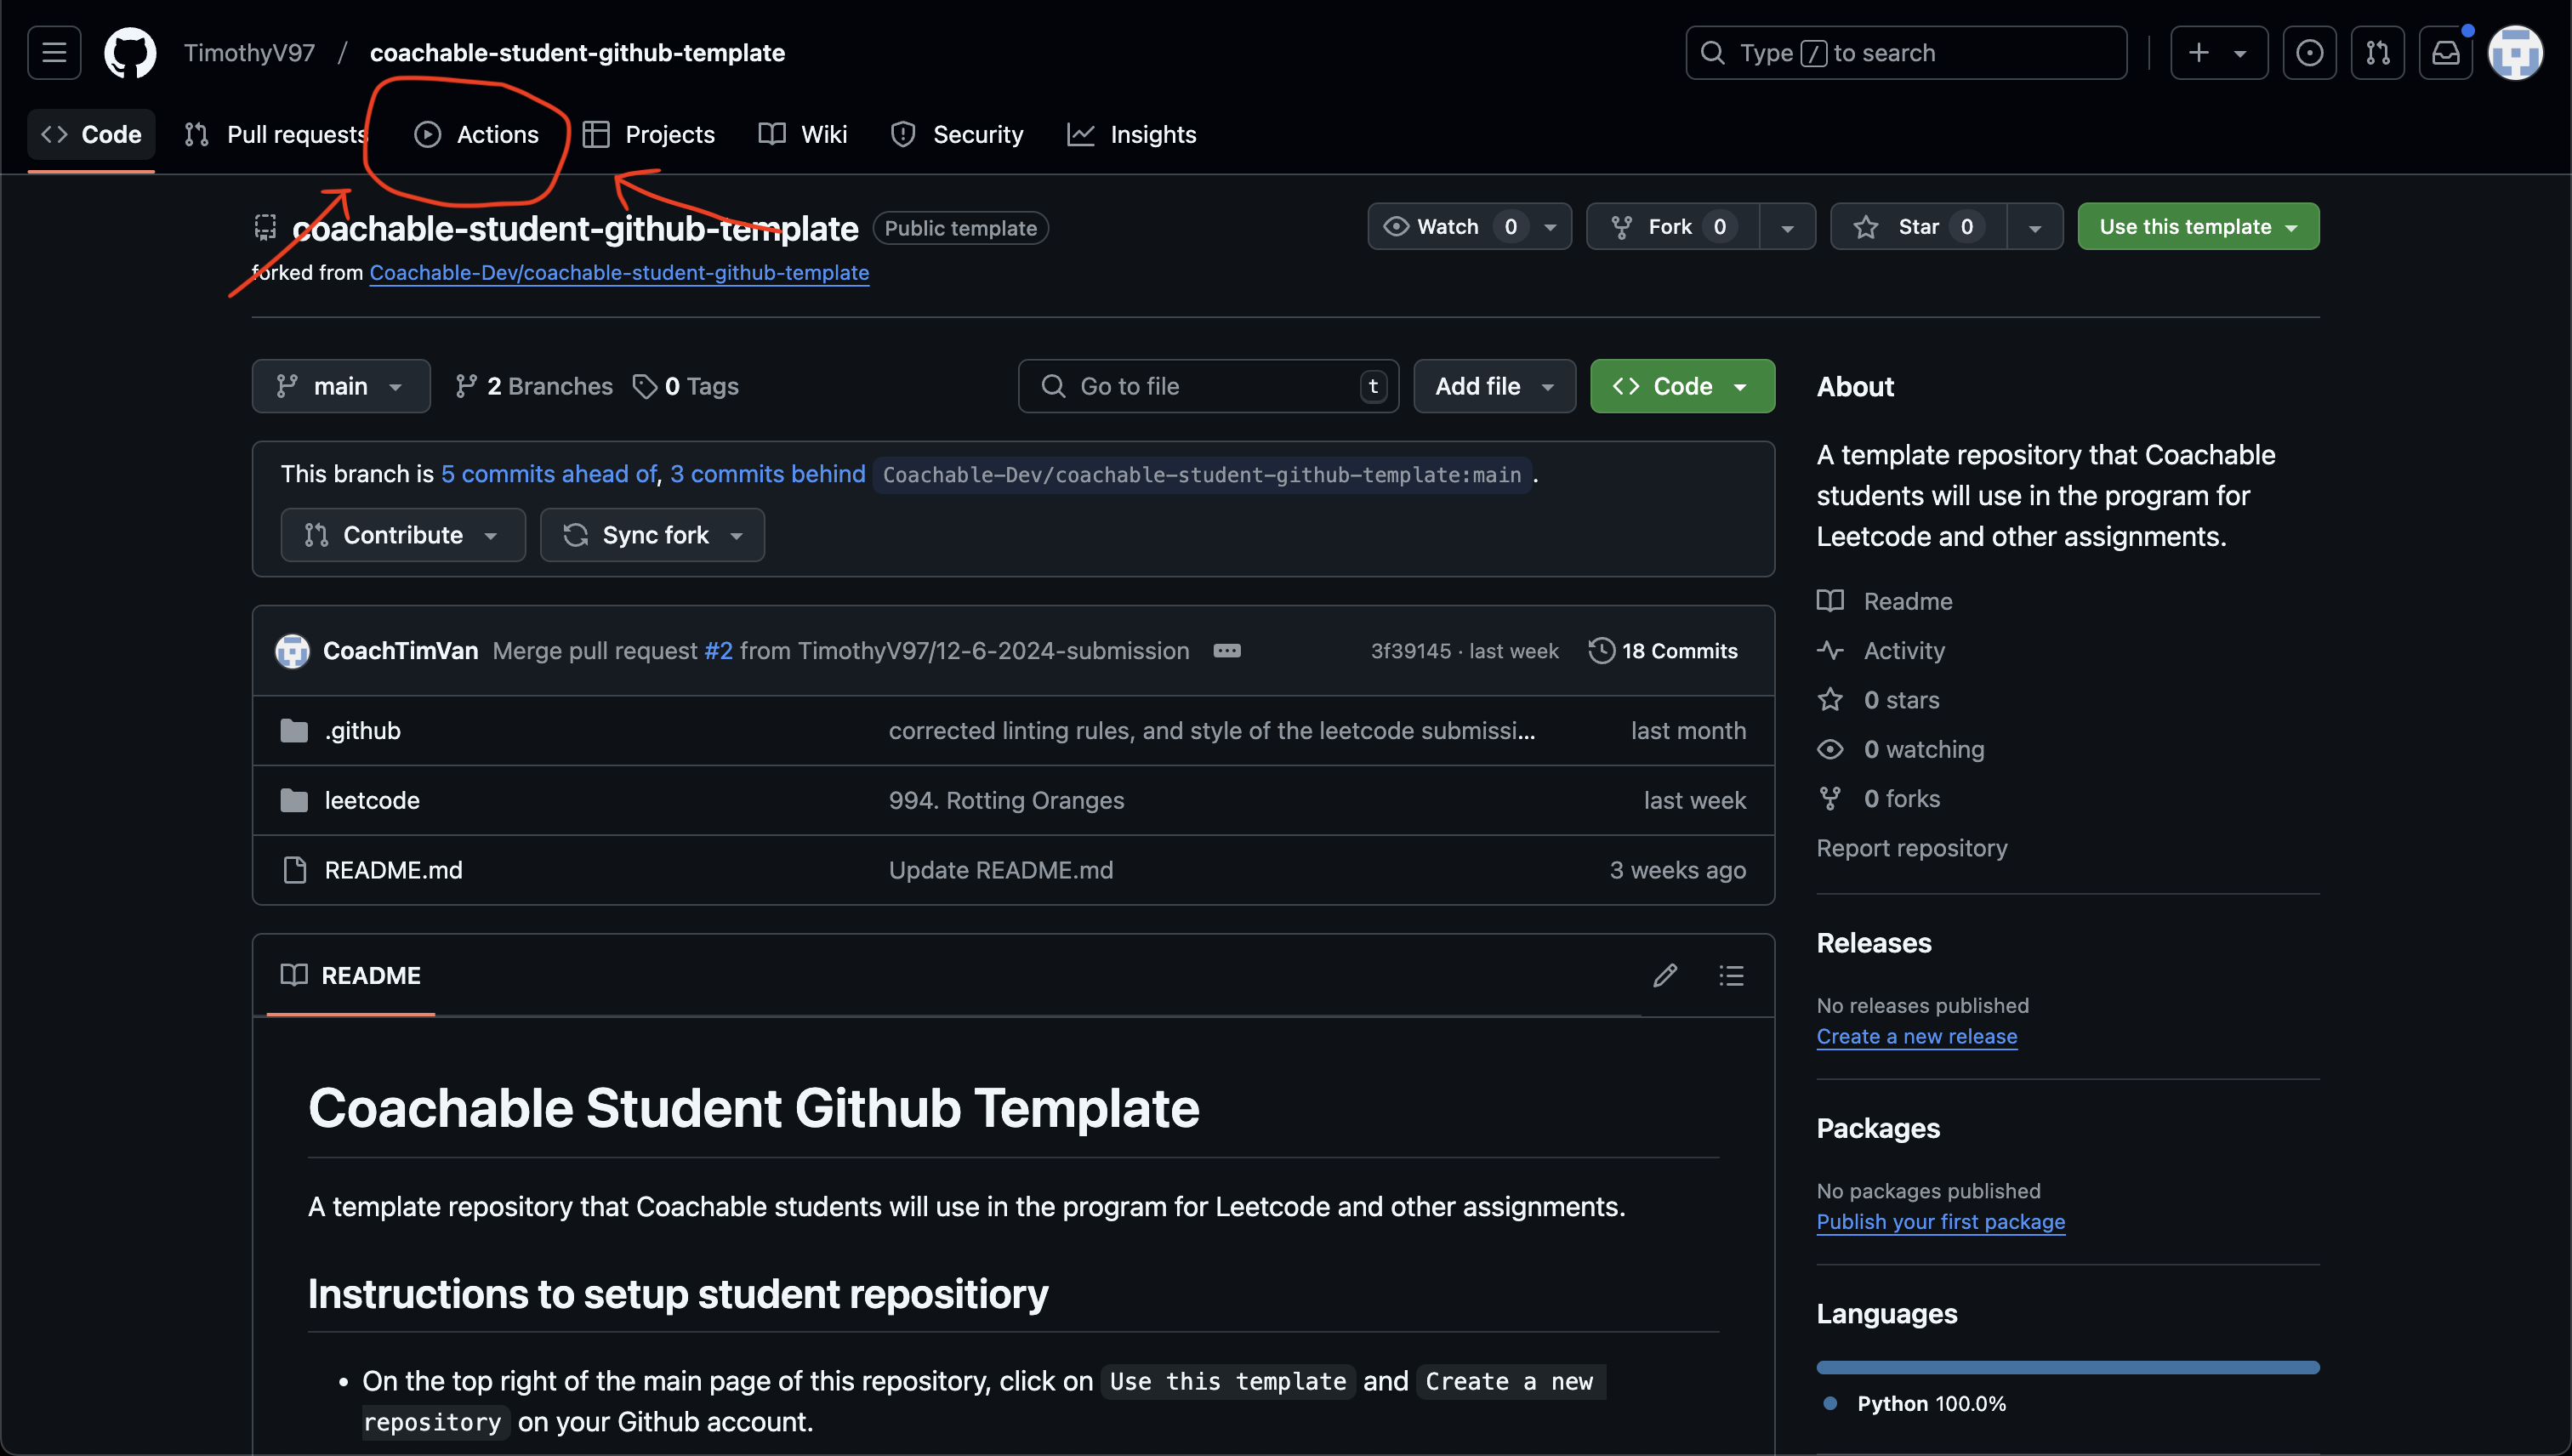 TimothyV97 / coachable-student-github-template
Type / to search
Code Pull requests Actions Projects Wiki Security Insights
coachable-student-github-template Public template
Watch 0 Fork 0 Star 0 Use this template
forked from Coachable-Dev/coachable-student-github-template
main 2 Branches 0 Tags
Go to file t Add file Code
This branch is 5 commits ahead of, 3 commits behind Coachable-Dev/coachable-student-github-template:main .
Contribute Sync fork
CoachTimVan Merge pull request #2 from TimothyV97/12-6-2024-submission ... 3f39145 · last week 18 Commits
.github corrected linting rules, and style of the leetcode submissi... last month
leetcode 994. Rotting Oranges last week
README.md Update README.md 3 weeks ago
README
Coachable Student Github Template
A template repository that Coachable students will use in the program for Leetcode and other assignments.
Instructions to setup student repositiory
• On the top right of the main page of this repository, click on Use this template and Create a new
repository on your Github account.
About
A template repository that Coachable
students will use in the program for
Leetcode and other assignments.
Readme
Activity
0 stars
0 watching
0 forks
Report repository
Releases
No releases published
Create a new release
Packages
No packages published
Publish your first package
Languages
Python 100.0%